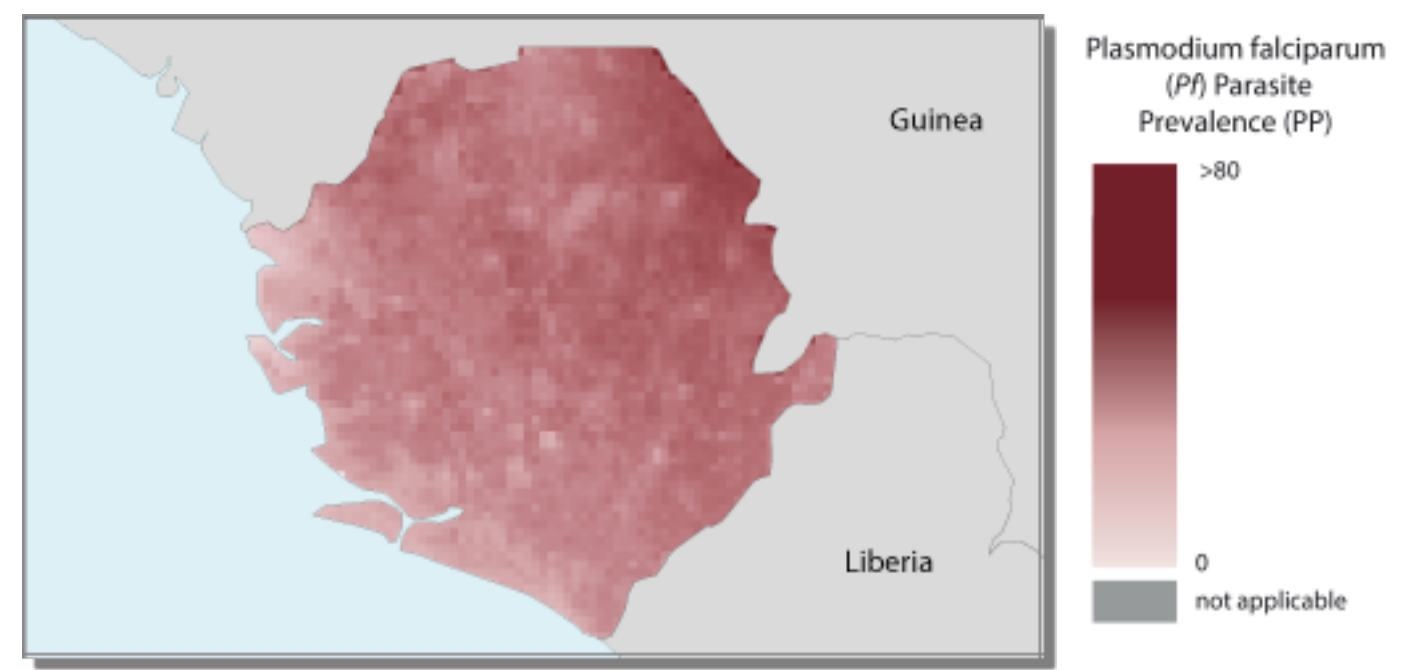 Plasmodium falciparum
(Pf) Parasite
Prevalence (PP)
>80
0
not applicable
Guinea
Liberia